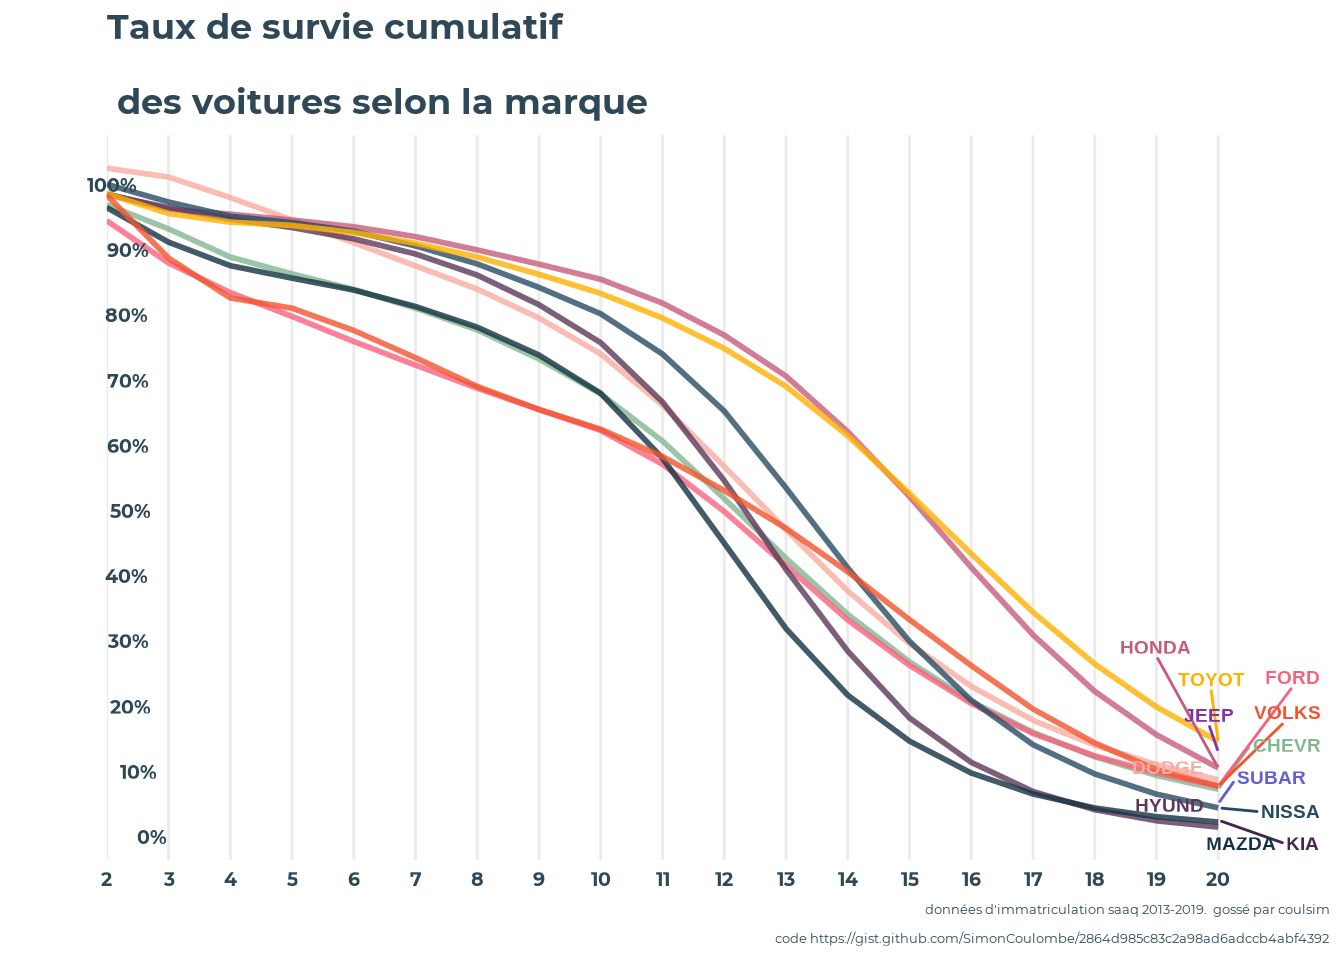 Taux de survie cumulatif
des voitures selon la marque
100%
90%
80%
70%
60%
50%
40%
30%
20%
10%
0%
HONDA
TOYOT
FORD
JEEP
VOLKS
CHEVR
DODGE
SUBAR
HYUND
NISSA
MAZDA
KIA
2 3 4 5 6 7 8 9 10 11 12 13 14 15 16 17 18 19 20
données d'immatriculation saaq 2013-2019.  gossé par coulsim
code https://gist.github.com/SimonCoulombe/2864d985c83c2a98ad6adccb4abf4392